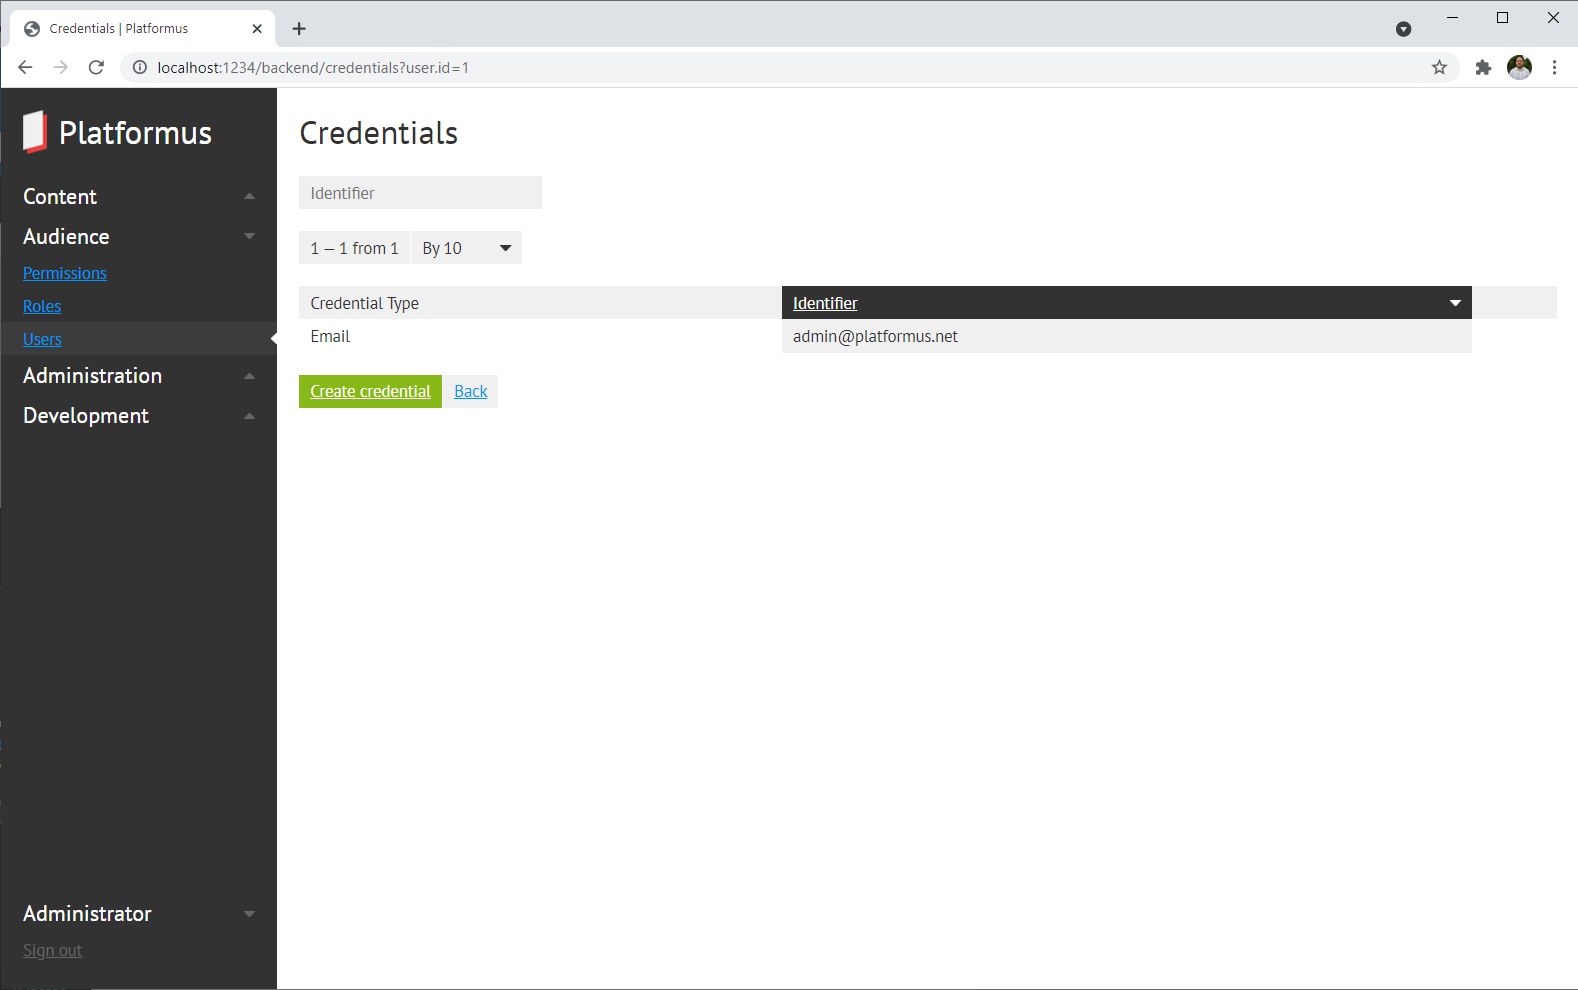 Credentials | Platformus
localhost:1234/backend/credentials?user.id=1
Platformus
Content
Audience
Permissions
Roles
Users
Administration
Development
Administrator
Sign out
Credentials
Identifier
1 — 1 from 1 By 10
Credential Type Identifier
Email admin@platformus.net
Create credential Back